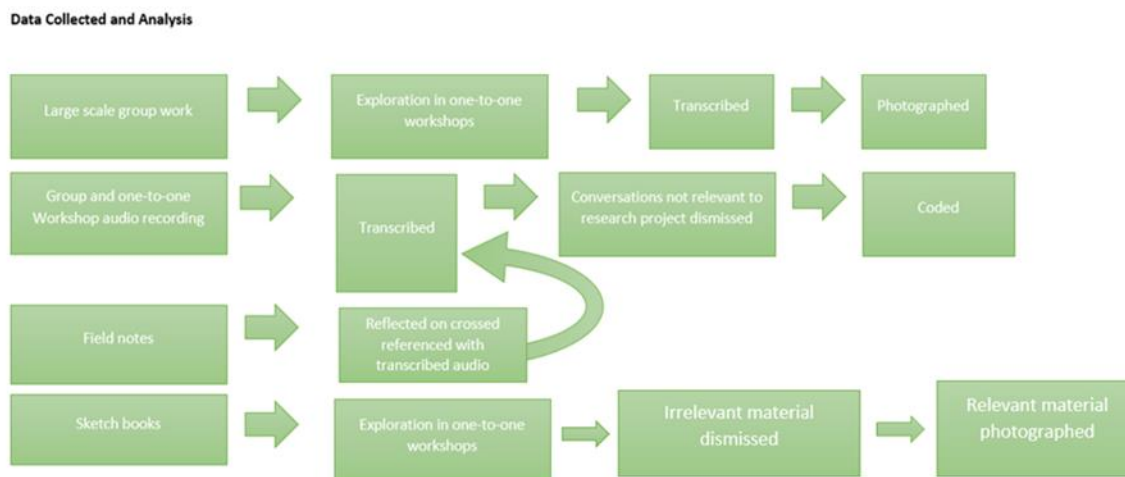 Data Collected and Analysis
Large scale group work
Exploration in one-to-one
workshops
Transcribed
Photographed
Group and one-to-one
Workshop audio recording
Transcribed
Conversations not relevant to
research project dismissed
Coded
Field notes
Reflected on crossed
referenced with
transcribed audio
Sketch books
Exploration in one-to-one
workshops
Irrelevant material
dismissed
Relevant material
photographed